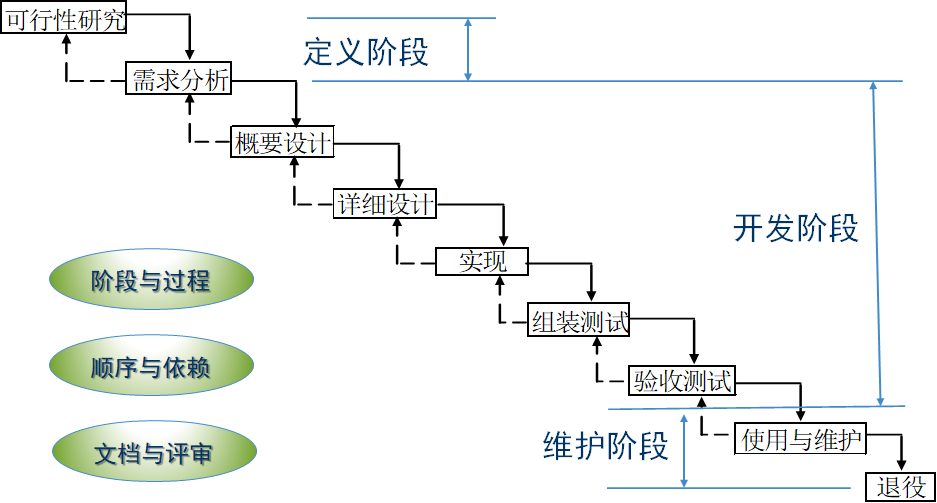 可行性研究
定义阶段
需求分析
概要设计
详细设计
开发阶段
实现
阶段与过程
组装测试
顺序与依赖
验收测试
使用与维护
维护阶段
文档与评审
退役